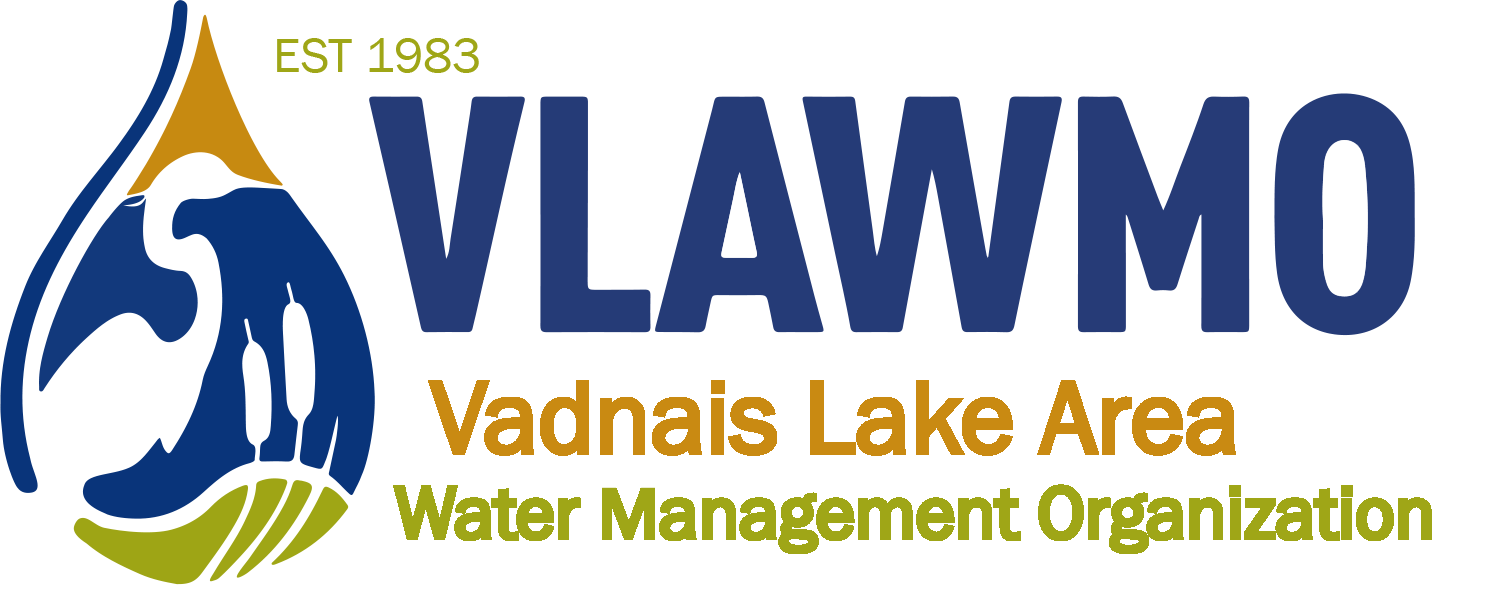 EST 1983
VLAWMO
Vadnais Lake Area
Water Management Organization